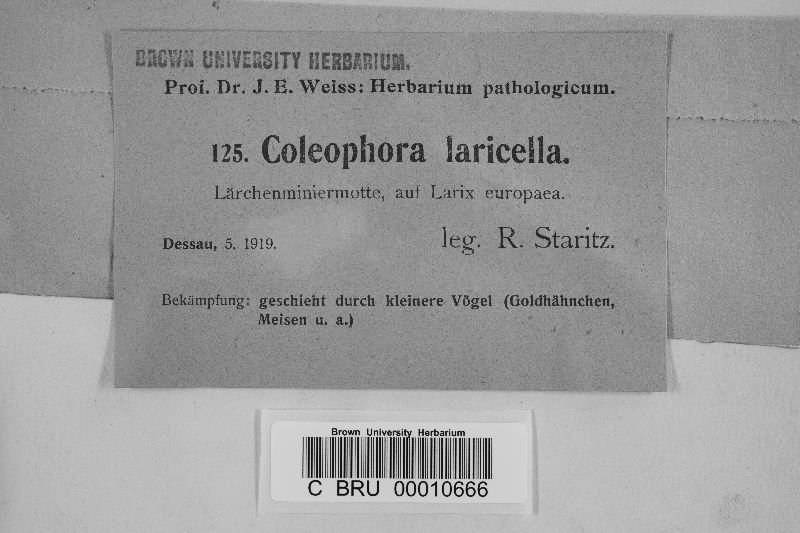 BROWN UNIVERSITY HERBARIUM.
Prof. Dr. J. E. Weiss: Herbarium pathologicum.
125. Coleophora laricella.
Lärchenminiermotte, auf Larix europaea.
Dessau, 5. 1919. leg. R. Staritz.
Bekämpfung: geschieht durch kleinere Vögel (Goldhähnchen,
Meisen u. a.)
Brown University Herbarium
C BRU 00010666